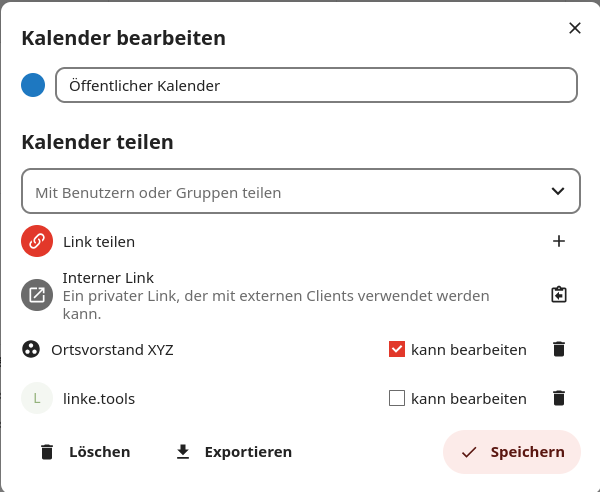 Kalender bearbeiten
Öffentlicher Kalender
Kalender teilen
Mit Benutzern oder Gruppen teilen
Link teilen
Interner Link
Ein privater Link, der mit externen Clients verwendet werden
kann.
Ortsvorstand XYZ kann bearbeiten
L linke.tools kann bearbeiten
Löschen Exportieren Speichern